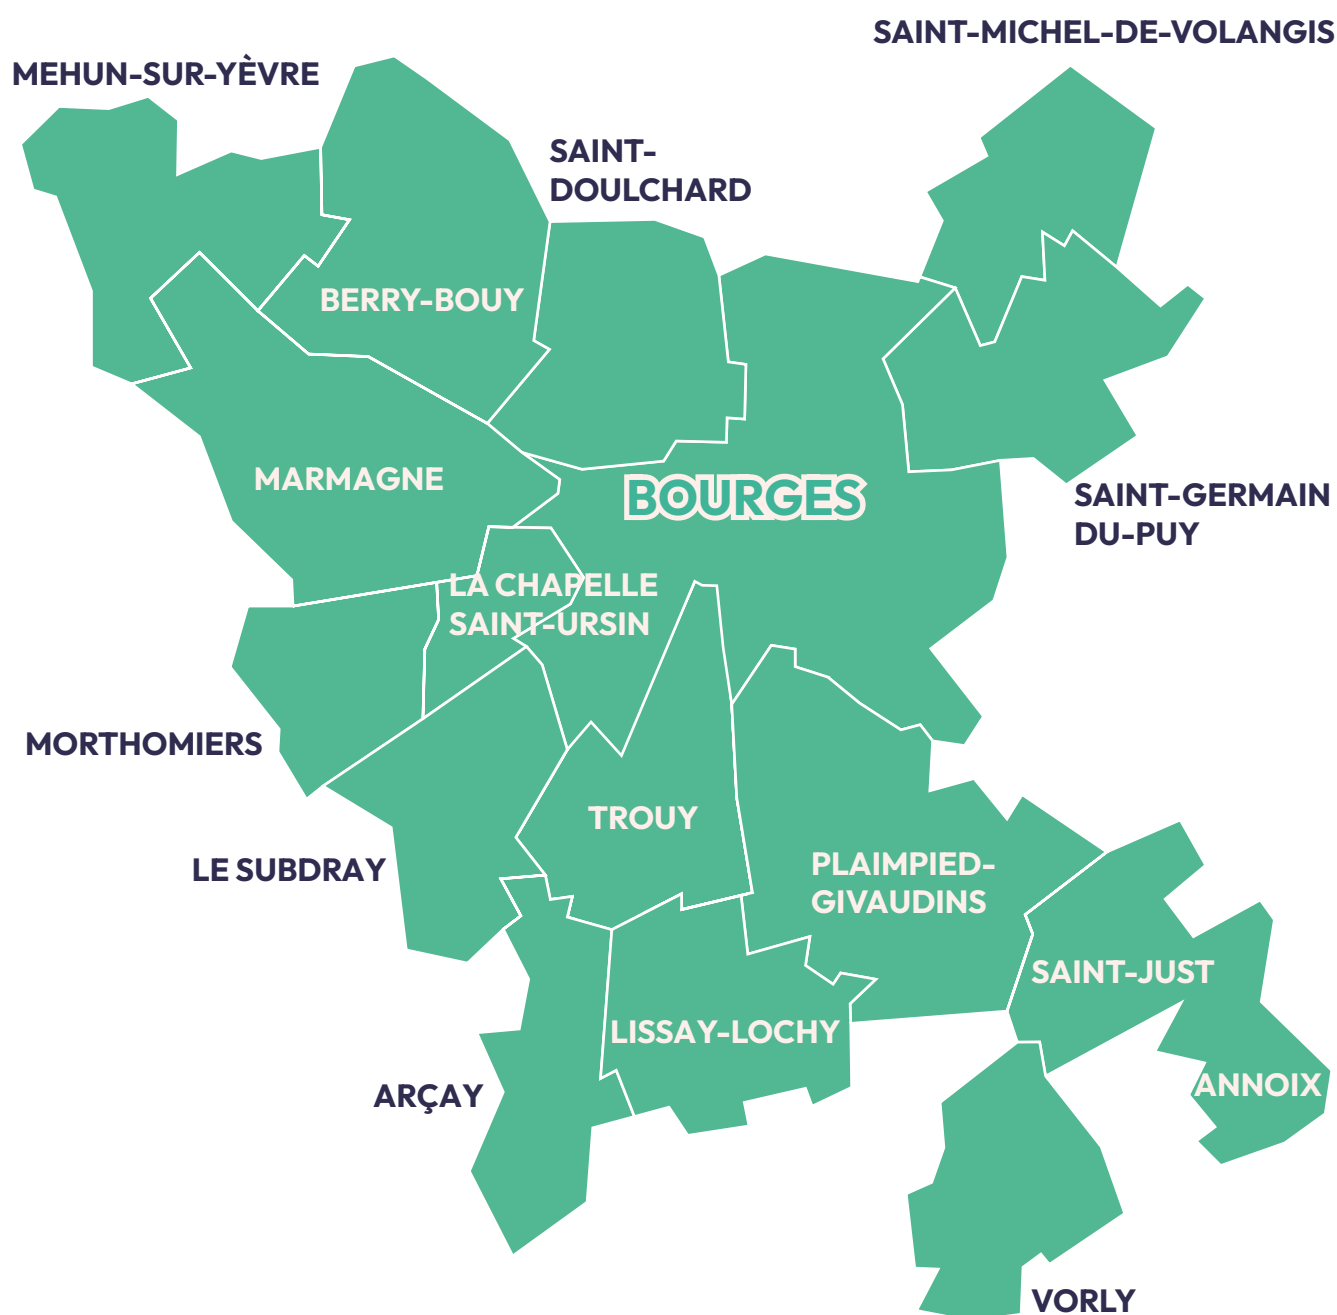 SAINT-MICHEL-DE-VOLANGIS
MEHUN-SUR-YÈVRE
SAINT-
DOULCHARD
BERRY-BOUY
MARMAGNE
BOURGES
SAINT-GERMAIN
DU-PUY
LA CHAPELLE
SAINT-URSIN
MORTHOMIERS
TROUY
LE SUBDRAY
PLAIMPIED-
GIVAUDINS
SAINT-JUST
LISSAY-LOCHY
ARÇAY
ANNOIX
VORLY